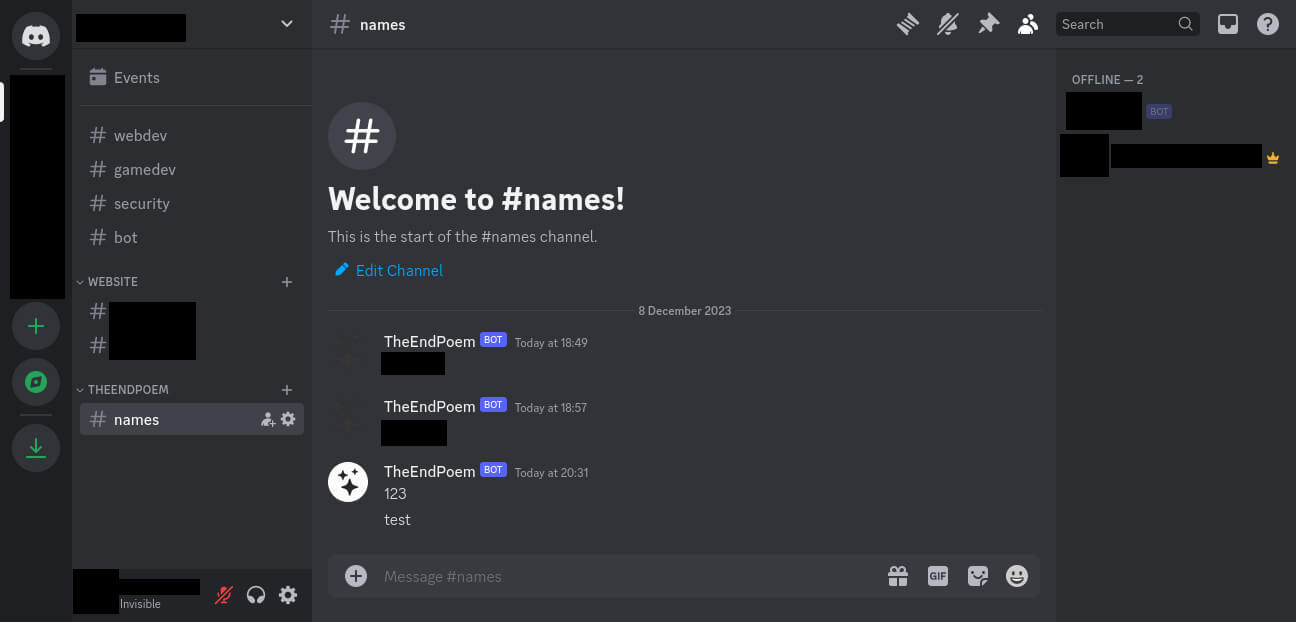 names
Search
Events
webdev
gamedev
security
bot
WEBSITE
THEENDPOEM
names
Invisible
Welcome to #names!
This is the start of the #names channel.
Edit Channel
8 December 2023
TheEndPoem BOT Today at 18:49
TheEndPoem BOT Today at 18:57
TheEndPoem BOT Today at 20:31
123
test
Message #names
GIF
OFFLINE — 2
BOT